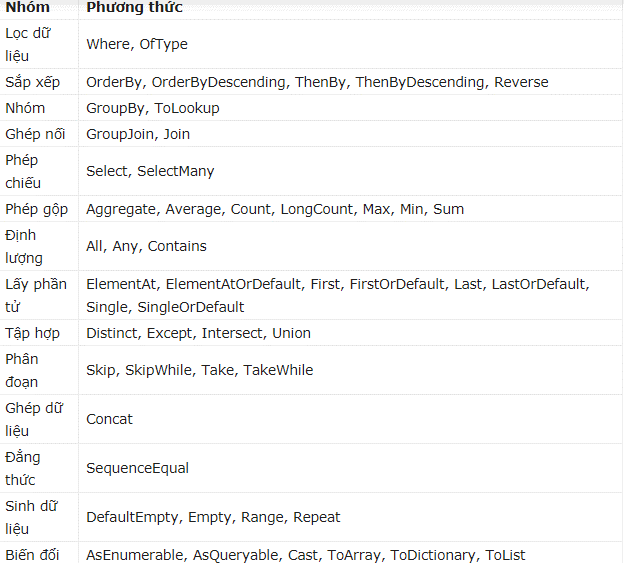 Nhóm Phương thức
Lọc dữ
liệu
Where, OfType
Sắp xếp OrderBy, OrderByDescending, ThenBy, ThenByDescending, Reverse
Nhóm GroupBy, ToLookup
Ghép nối GroupJoin, Join
Phép
chiếu
Select, SelectMany
Phép gộp Aggregate, Average, Count, LongCount, Max, Min, Sum
Định
lượng
All, Any, Contains
Lấy phần
tử
ElementAt, ElementAtOrDefault, First, FirstOrDefault, Last, LastOrDefault,
Single, SingleOrDefault
Tập hợp Distinct, Except, Intersect, Union
Phân
đoạn
Skip, SkipWhile, Take, TakeWhile
Ghép dữ
liệu
Concat
Đẳng
thức
SequenceEqual
Sinh dữ
liệu
DefaultEmpty, Empty, Range, Repeat
Biến đổi AsEnumerable, AsQueryable, Cast, ToArray, ToDictionary, ToList